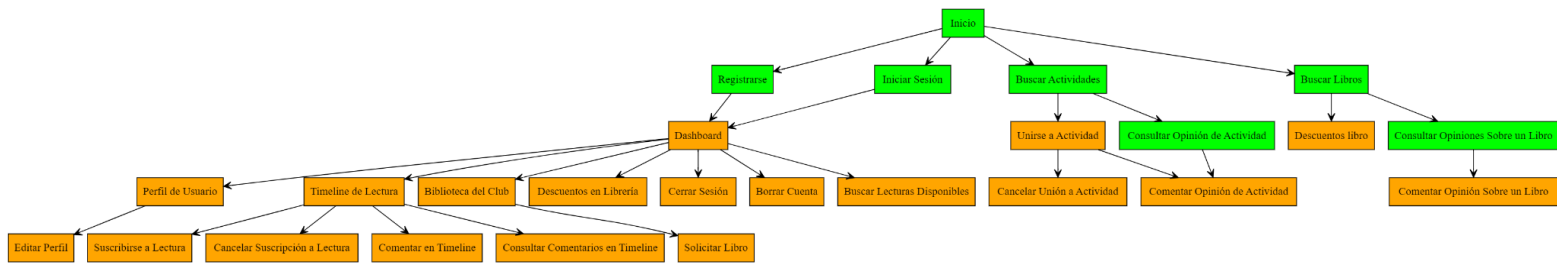 Inicio
Registrarse
Iniciar Sesión
Buscar Actividades
Buscar Libros
Dashboard
Unirse a Actividad
Consultar Opinión de Actividad
Descuentos libro
Consultar Opiniones Sobre un Libro
Perfil de Usuario
Timeline de Lectura
Biblioteca del Club
Descuentos en Librería
Cerrar Sesión
Borrar Cuenta
Buscar Lecturas Disponibles
Cancelar Unión a Actividad
Comentar Opinión de Actividad
Comentar Opinión Sobre un Libro
Editar Perfil
Suscribirse a Lectura
Cancelar Suscripción a Lectura
Comentar en Timeline
Consultar Comentarios en Timeline
Solicitar Libro